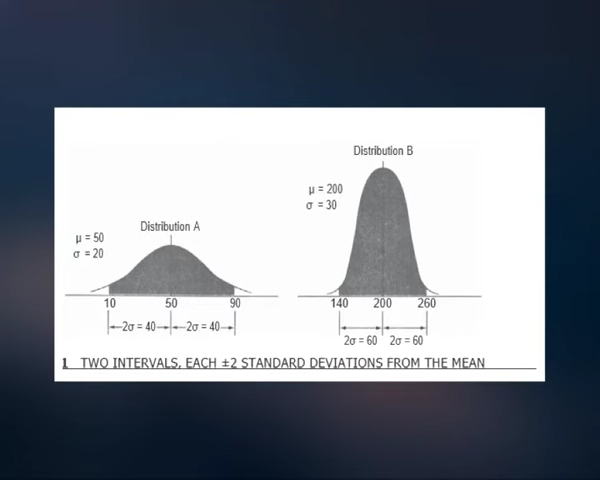 Distribution B
μ = 200
σ = 30
Distribution A
μ = 50
σ = 20
10 50 90
140 200 260
2σ = 40 2σ = 40
2σ = 60 2σ = 60
1 TWO INTERVALS, EACH ±2 STANDARD DEVIATIONS FROM THE MEAN